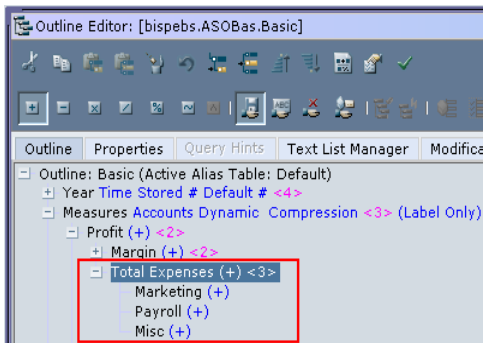 Outline Editor: [bispebs.ASOBas.Basic]
Outline Properties Query Hints Text List Manager Modifica
Outline: Basic (Active Alias Table: Default)
Year Time Stored # Default # <4>
Measures Accounts Dynamic Compression <3> (Label Only)
Profit (+) <2>
Margin (+) <2>
Total Expenses (+) <3>
Marketing (+)
Payroll (+)
Misc (+)